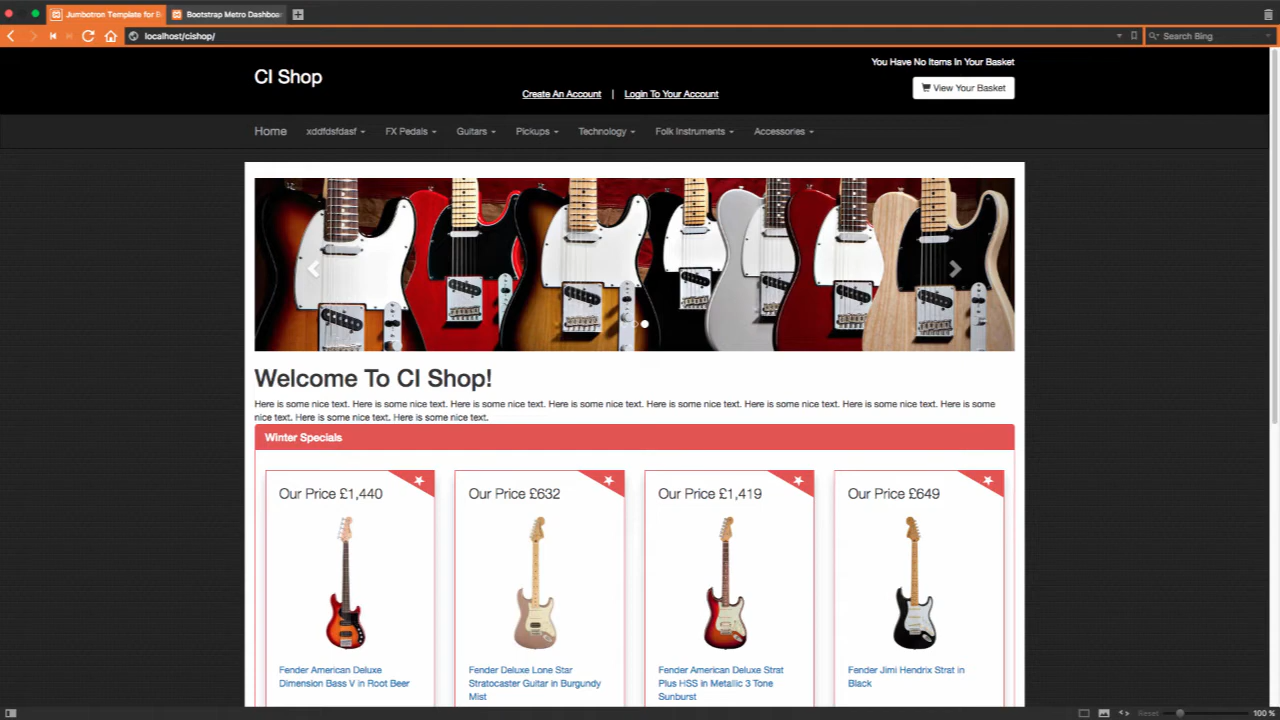 Jumbotron Template for B
Bootstrap Metro Dashboa
localhost/cishop/
Search Bing
You Have No Items In Your Basket
CI Shop
View Your Basket
Create An Account | Login To Your Account
Home xddfdsfdasf FX Pedals Guitars Pickups Technology Folk Instruments Accessories
Welcome To CI Shop!
Here is some nice text. Here is some nice text. Here is some nice text. Here is some nice text. Here is some nice text. Here is some nice text. Here is some nice text. Here is some
nice text. Here is some nice text. Here is some nice text.
Winter Specials
Our Price £1,440
Our Price £632
Our Price £1,419
Our Price £649
Fender American Deluxe
Dimension Bass V in Root Beer
Fender Deluxe Lone Star
Stratocaster Guitar in Burgundy
Mist
Fender American Deluxe Strat
Plus HSS in Metallic 3 Tone
Sunburst
Fender Jimi Hendrix Strat in
Black
Reset
100 %